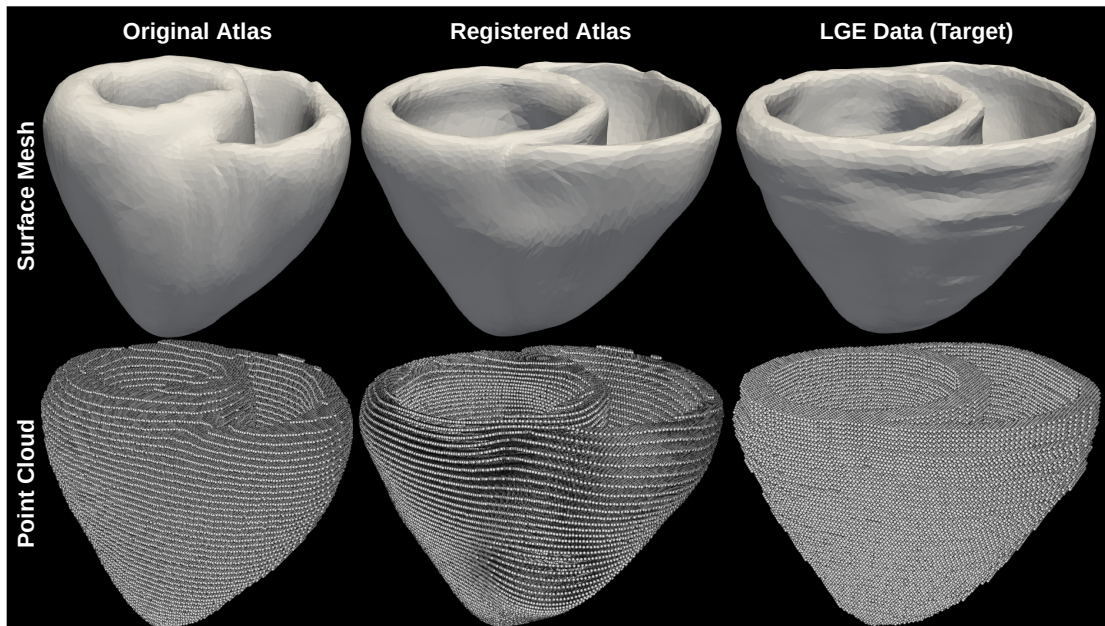 Original Atlas
Registered Atlas
LGE Data (Target)
Surface Mesh
Point Cloud